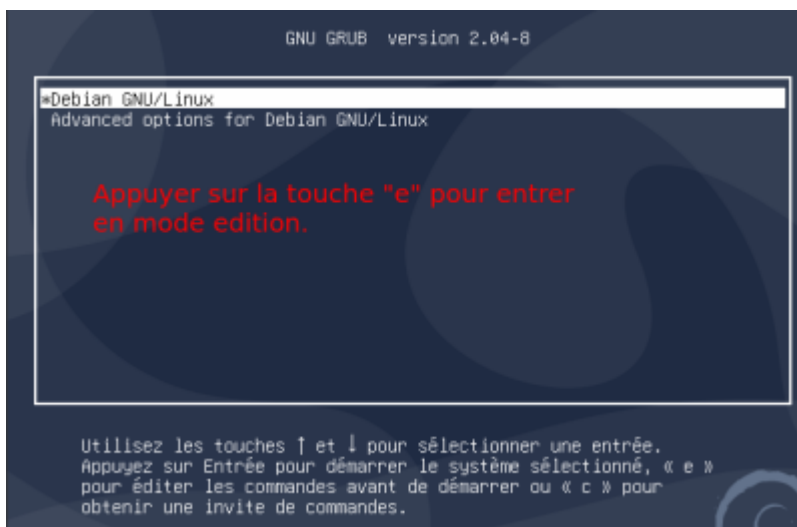 GNU GRUB version 2.04-8
*Debian GNU/Linux
Advanced options for Debian GNU/Linux
Appuyer sur la touche "e" pour entrer
en mode edition.
Utilisez les touches ↑ et ↓ pour sélectionner une entrée.
Appuyez sur Entrée pour démarrer le système sélectionné, « e »
pour éditer les commandes avant de démarrer ou « c » pour
obtenir une invite de commandes.